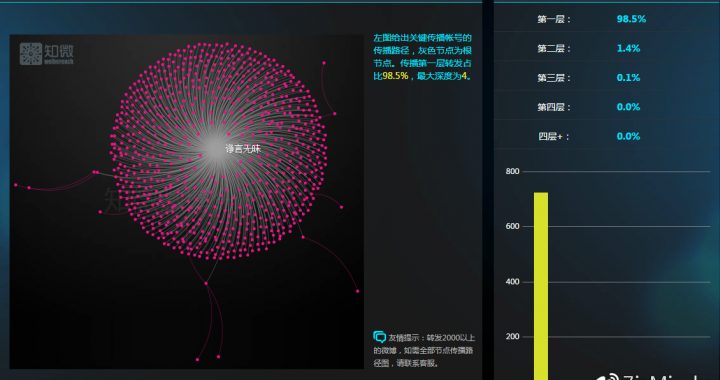 知微
weiboreach
谗言无味
左图给出关键传播帐号的
传播路径，灰色节点为根
节点。传播第一层转发占
比98.5%，最大深度为4。
友情提示：转发2000以上
的微博，如需全部节点传播路
径图，请联系客服。
第一层： 98.5%
第二层： 1.4%
第三层： 0.1%
第四层： 0.0%
四层+： 0.0%
800
600
400
200